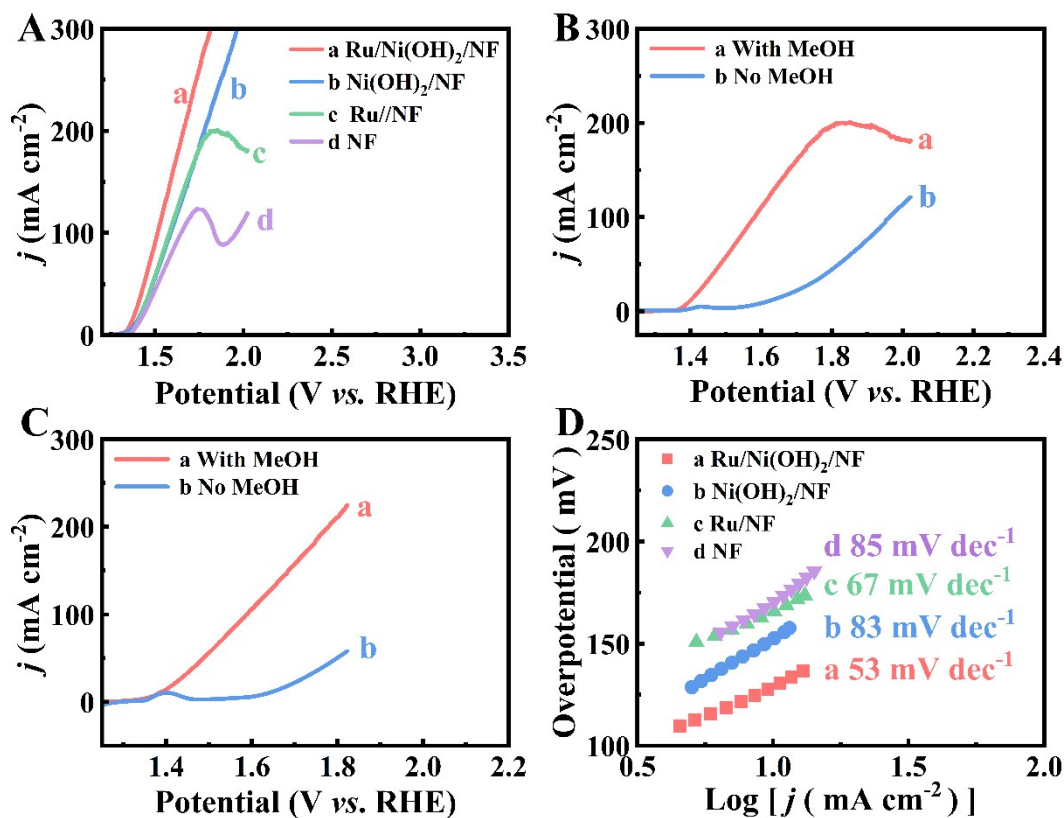 A
300
200
100
0
j (mA cm⁻²)
a Ru/Ni(OH)₂/NF
b Ni(OH)₂/NF
c Ru//NF
d NF
a
b
c
d
1.5 2.0 2.5 3.0 3.5
Potential (V vs. RHE)
B
300
200
100
0
j (mA cm⁻²)
a With MeOH
b No MeOH
a
b
1.4 1.6 1.8 2.0 2.2 2.4
Potential (V vs. RHE)
C
300
200
100
0
j (mA cm⁻²)
a With MeOH
b No MeOH
a
b
1.4 1.6 1.8 2.0 2.2
Potential (V vs. RHE)
D
250
200
150
100
Overpotential ( mV)
a Ru/Ni(OH)₂/NF
b Ni(OH)₂/NF
c Ru/NF
d NF
d 85 mV dec⁻¹
c 67 mV dec⁻¹
b 83 mV dec⁻¹
a 53 mV dec⁻¹
0.5 1.0 1.5 2.0
Log [ j ( mA cm⁻²) ]